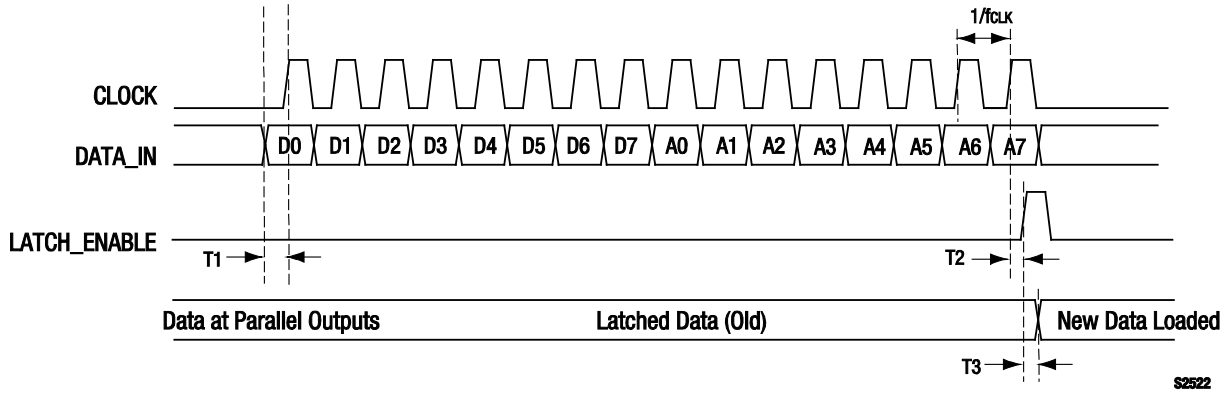 1/fCLK
CLOCK
DATA_IN
D0 D1 D2 D3 D4 D5 D6 D7 A0 A1 A2 A3 A4 A5 A6 A7
LATCH_ENABLE
T1
T2
Data at Parallel Outputs
Latched Data (Old)
New Data Loaded
T3
S2522